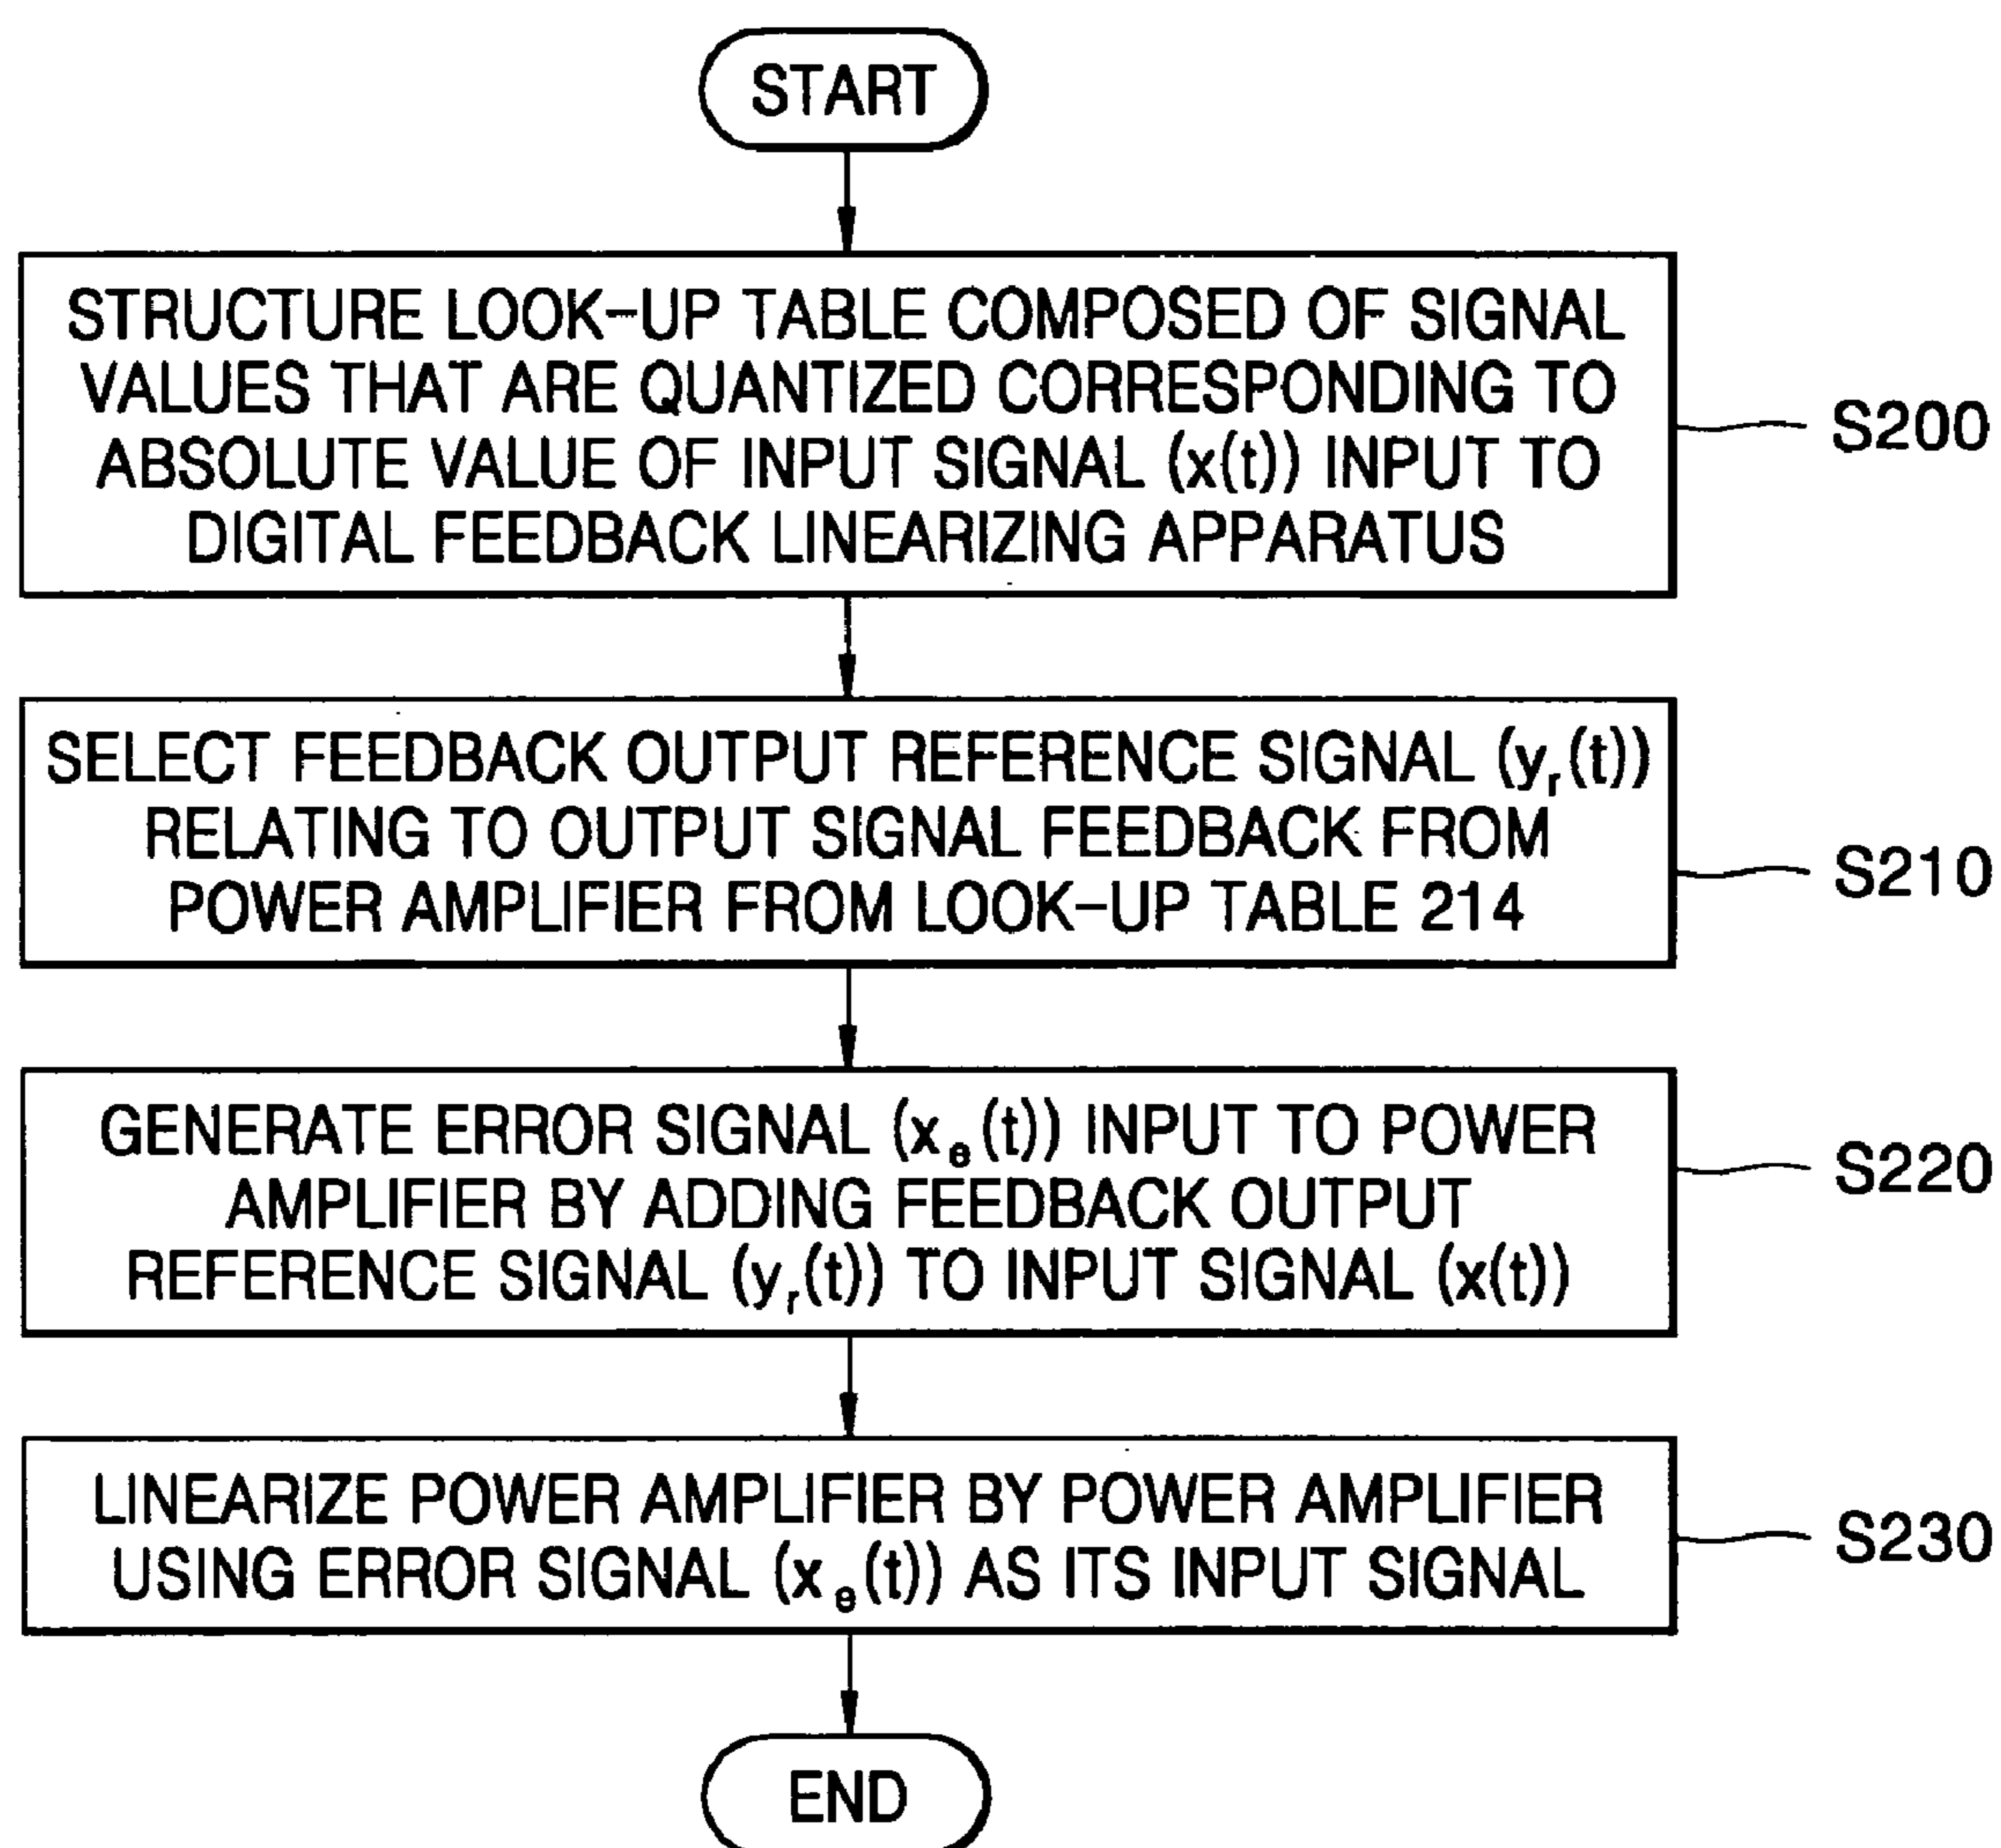 START
STRUCTURE LOOK-UP TABLE COMPOSED OF SIGNAL
VALUES THAT ARE QUANTIZED CORRESPONDING TO
ABSOLUTE VALUE OF INPUT SIGNAL (x(t)) INPUT TO
DIGITAL FEEDBACK LINEARIZING APPARATUS
S200
SELECT FEEDBACK OUTPUT REFERENCE SIGNAL (yr(t))
RELATING TO OUTPUT SIGNAL FEEDBACK FROM
POWER AMPLIFIER FROM LOOK-UP TABLE 214
S210
GENERATE ERROR SIGNAL (xe(t)) INPUT TO POWER
AMPLIFIER BY ADDING FEEDBACK OUTPUT
REFERENCE SIGNAL (yr(t)) TO INPUT SIGNAL (x(t))
S220
LINEARIZE POWER AMPLIFIER BY POWER AMPLIFIER
USING ERROR SIGNAL (xe(t)) AS ITS INPUT SIGNAL
S230
END